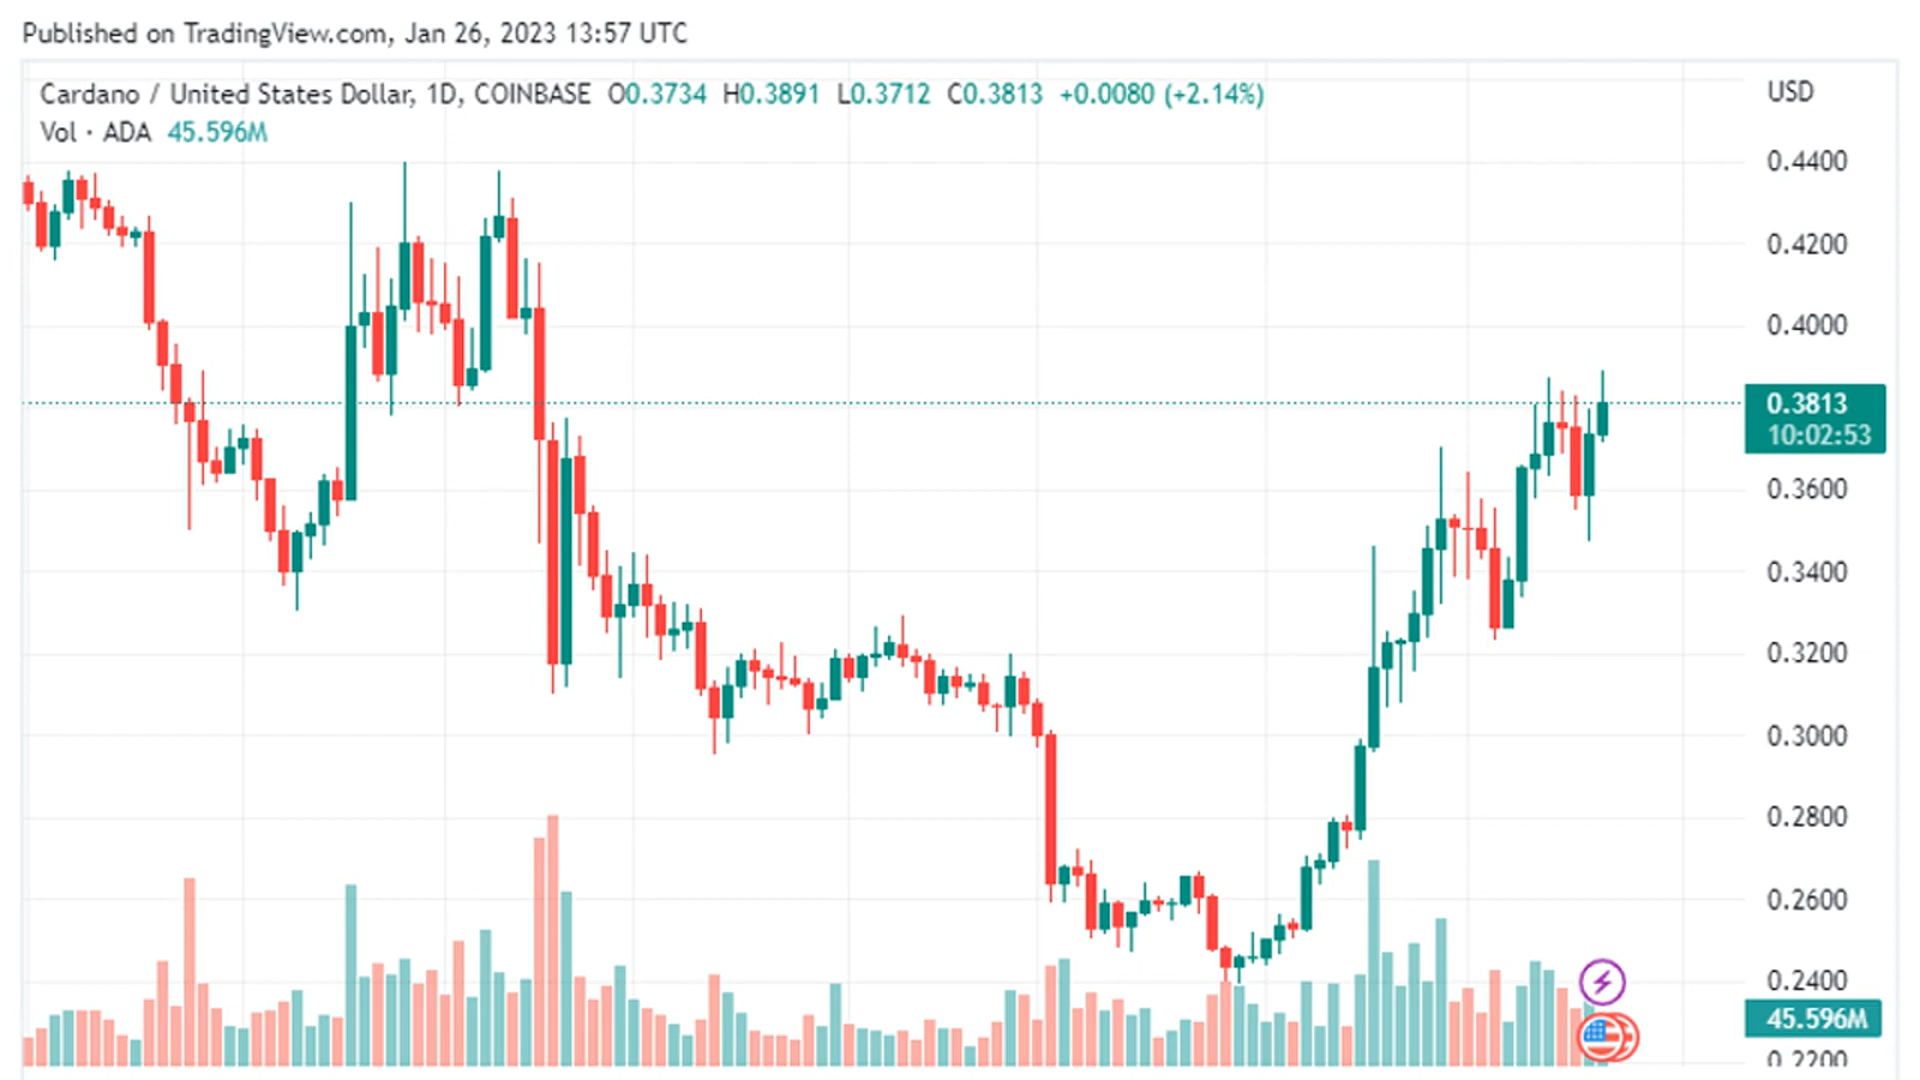 Published on TradingView.com, Jan 26, 2023 13:57 UTC
Cardano / United States Dollar, 1D, COINBASE O0.3734 H0.3891 L0.3712 C0.3813 +0.0080 (+2.14%)
USD
Vol · ADA 45.596M
0.4400
0.4200
0.4000
0.3813
10:02:53
0.3600
0.3400
0.3200
0.3000
0.2800
0.2600
0.2400
45.596M
0.2200